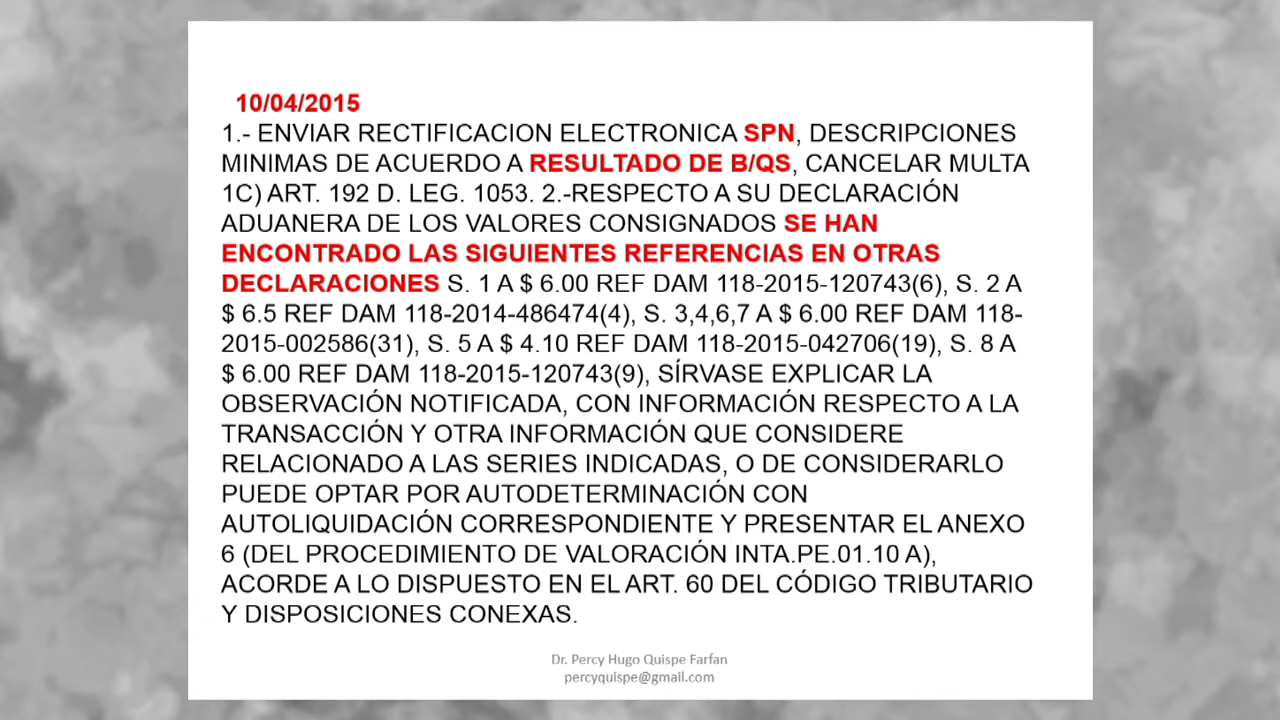 10/04/2015
1.- ENVIAR RECTIFICACION ELECTRONICA SPN, DESCRIPCIONES
MINIMAS DE ACUERDO A RESULTADO DE B/QS, CANCELAR MULTA
1C) ART. 192 D. LEG. 1053. 2.-RESPECTO A SU DECLARACIÓN
ADUANERA DE LOS VALORES CONSIGNADOS SE HAN
ENCONTRADO LAS SIGUIENTES REFERENCIAS EN OTRAS
DECLARACIONES S. 1 A $ 6.00 REF DAM 118-2015-120743(6), S. 2 A
$ 6.5 REF DAM 118-2014-486474(4), S. 3,4,6,7 A $ 6.00 REF DAM 118-
2015-002586(31), S. 5 A $ 4.10 REF DAM 118-2015-042706(19), S. 8 A
$ 6.00 REF DAM 118-2015-120743(9), SÍRVASE EXPLICAR LA
OBSERVACIÓN NOTIFICADA, CON INFORMACIÓN RESPECTO A LA
TRANSACCIÓN Y OTRA INFORMACIÓN QUE CONSIDERE
RELACIONADO A LAS SERIES INDICADAS, O DE CONSIDERARLO
PUEDE OPTAR POR AUTODETERMINACIÓN CON
AUTOLIQUIDACIÓN CORRESPONDIENTE Y PRESENTAR EL ANEXO
6 (DEL PROCEDIMIENTO DE VALORACIÓN INTA.PE.01.10 A),
ACORDE A LO DISPUESTO EN EL ART. 60 DEL CÓDIGO TRIBUTARIO
Y DISPOSICIONES CONEXAS.
Dr. Percy Hugo Quispe Farfan
percyquispe@gmail.com